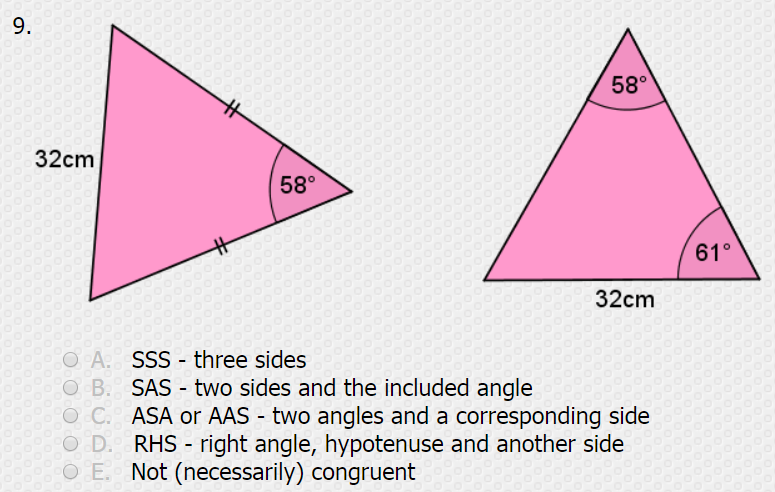 9.
58°
32cm
58°
61°
32cm
A. SSS - three sides
B. SAS - two sides and the included angle
C. ASA or AAS - two angles and a corresponding side
D. RHS - right angle, hypotenuse and another side
E. Not (necessarily) congruent